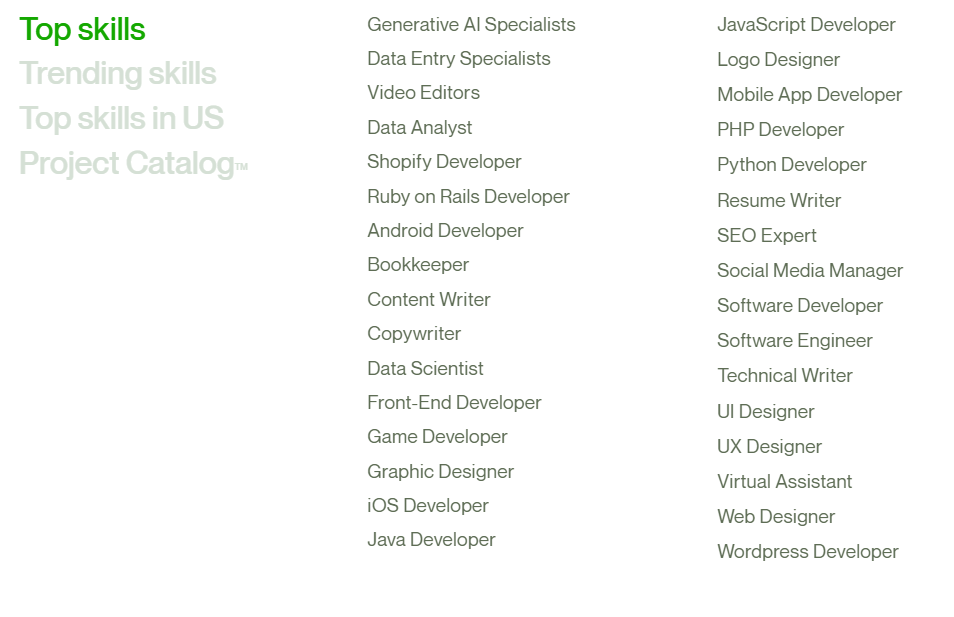 Top skills
Trending skills
Top skills in US
Project Catalog™
Generative AI Specialists
Data Entry Specialists
Video Editors
Data Analyst
Shopify Developer
Ruby on Rails Developer
Android Developer
Bookkeeper
Content Writer
Copywriter
Data Scientist
Front-End Developer
Game Developer
Graphic Designer
iOS Developer
Java Developer
JavaScript Developer
Logo Designer
Mobile App Developer
PHP Developer
Python Developer
Resume Writer
SEO Expert
Social Media Manager
Software Developer
Software Engineer
Technical Writer
UI Designer
UX Designer
Virtual Assistant
Web Designer
Wordpress Developer